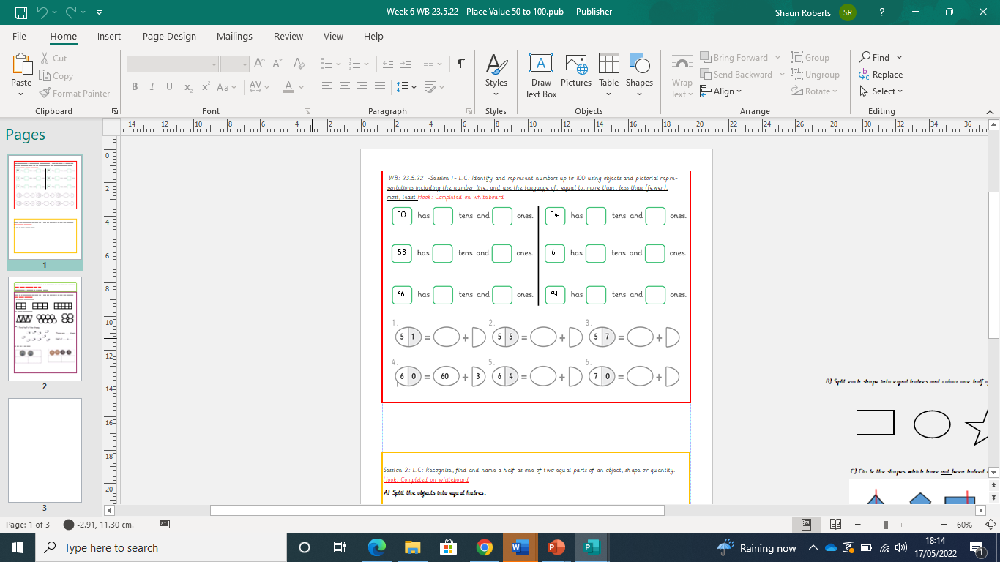 Week 6 WB 23.5.22 - Place Value 50 to 100.pub - Publisher
Shaun Roberts SR ?
File Home Insert Page Design Mailings Review View Help
Paste Cut Copy Format Painter
Clipboard
B I U x₂ x² Aa AV A
Font
Paragraph
Styles
Styles
Draw Text Box Pictures Table Shapes
Objects
Wrap Text Bring Forward Send Backward Align Group Ungroup Rotate
Arrange
Find Replace Select
Editing
14 12 10 8 6 4 2 0 2 4 6 8 10 12 14 16 18 20 22 24 26 28 30 32 34 36
Pages
1
2
3
0
2
4
6
8
10
12
14
16
18
20
WB: 23.5.22 -Session 1- L.C: Identify and represent numbers up to 100 using objects and pictorial repre-
sentations including the number line, and use the language of: equal to, more than, less than (fewer),
most, least Hook: Completed on whiteboard
50 has tens and ones. 54 has tens and ones.
58 has tens and ones. 61 has tens and ones.
66 has tens and ones. 69 has tens and ones.
1. 2. 3.
5 1 = + 5 5 = + 5 7 = +
4. 5. 6.
6 0 = 60 + 3 6 4 = + 7 0 = +
B) Split each shape into equal halves and colour one half
Session 2: L.C: Recognise, find and name a half as one of two equal parts of an object, shape or quantity.
Hook: Completed on whiteboard
A) Split the objects into equal halves.
C) Circle the shapes which have not been halved
Page: 1 of 3 -2.91, 11.30 cm. 60%
Type here to search
Raining now
18:14
17/05/2022
1